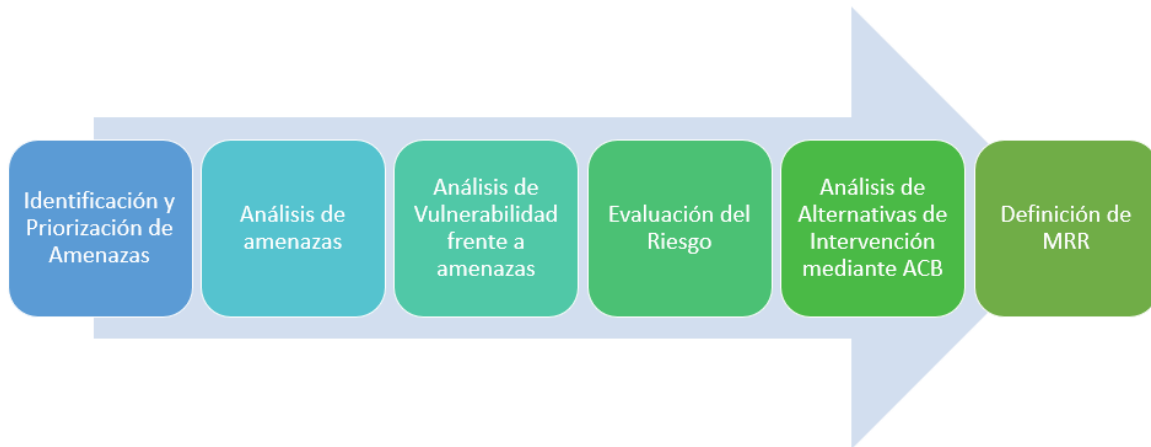 Identificación y
Priorización de
Amenazas
Análisis de
amenazas
Análisis de
Vulnerabilidad
frente a
amenazas
Evaluación del
Riesgo
Análisis de
Alternativas de
Intervención
mediante ACB
Definición de
MRR